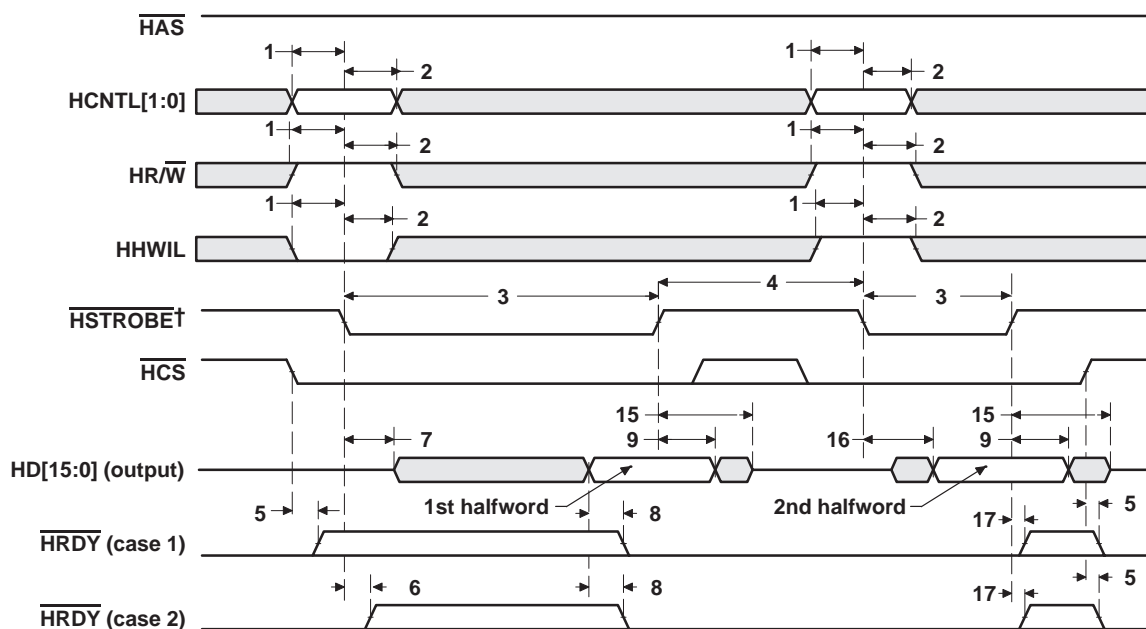 HAS
1
2
1
2
HCNTL[1:0]
1
2
1
2
HR/W
1
2
1
2
HHWIL
3
4
3
HSTROBE†
HCS
15
15
7
9
16
9
HD[15:0] (output)
1st halfword
2nd halfword
5
8
17
5
HRDY (case 1)
6
8
17
5
HRDY (case 2)